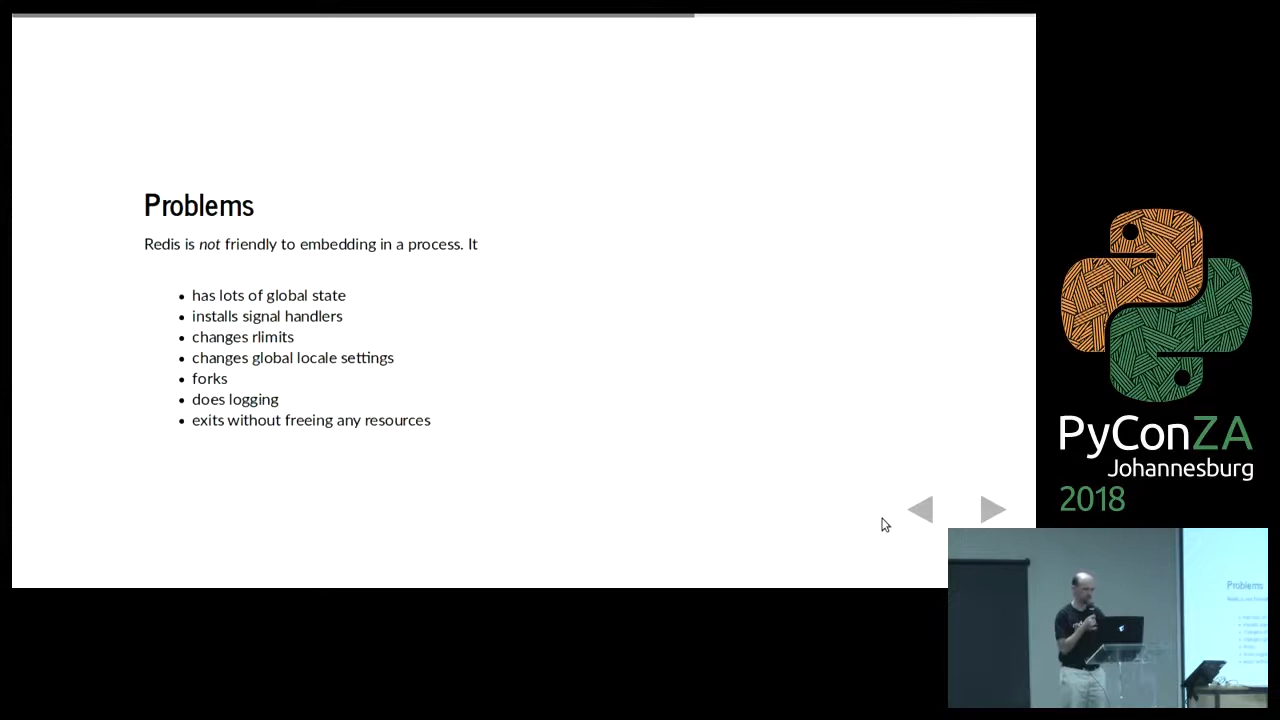 Problems
Redis is not friendly to embedding in a process. It
• has lots of global state
• installs signal handlers
• changes rlimits
• changes global locale settings
• forks
• does logging
• exits without freeing any resources
PyConZA
Johannesburg
2018
Problems